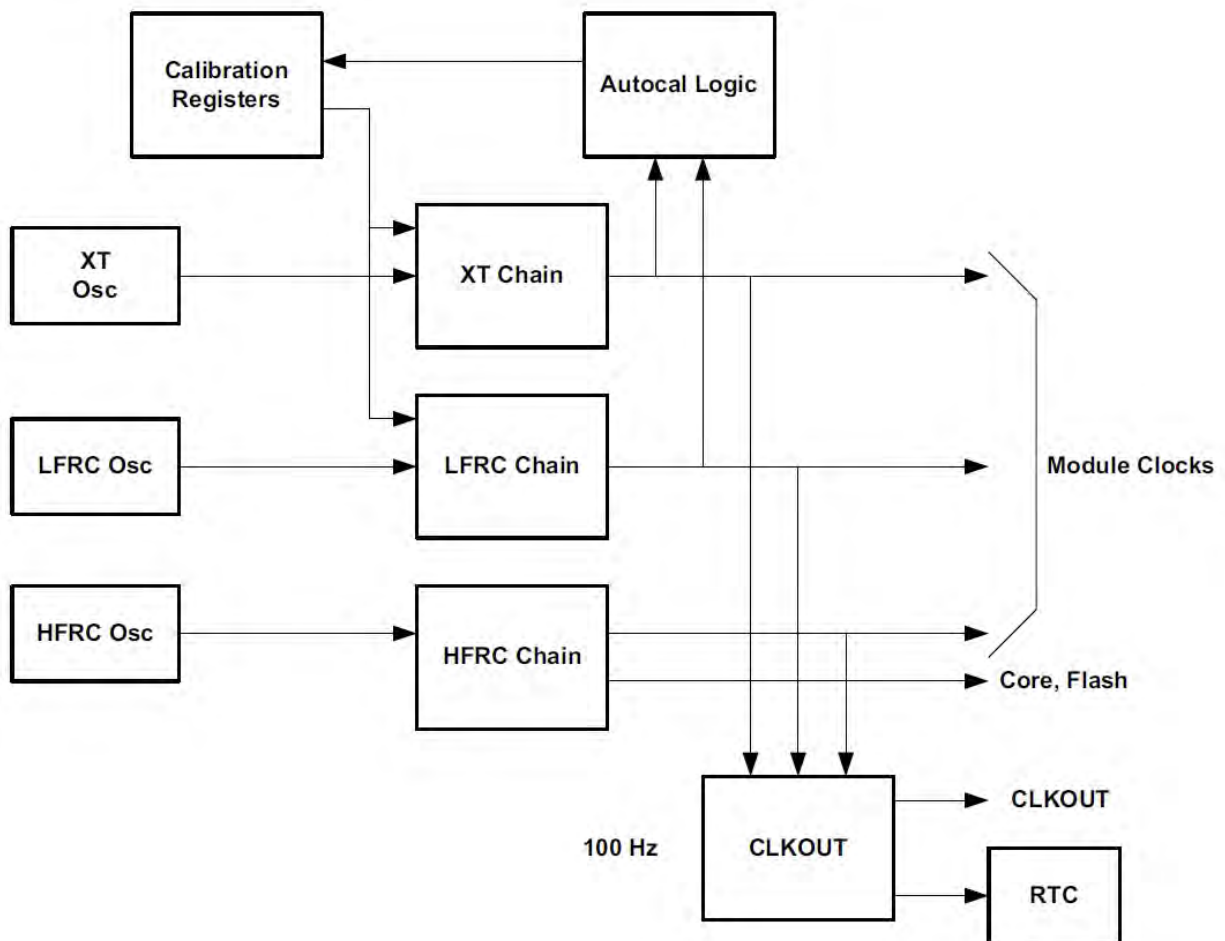 Calibration
Registers
Autocal Logic
XT
Osc
XT Chain
LFRC Osc
LFRC Chain
Module Clocks
HFRC Osc
HFRC Chain
Core, Flash
CLKOUT
100 Hz
CLKOUT
RTC